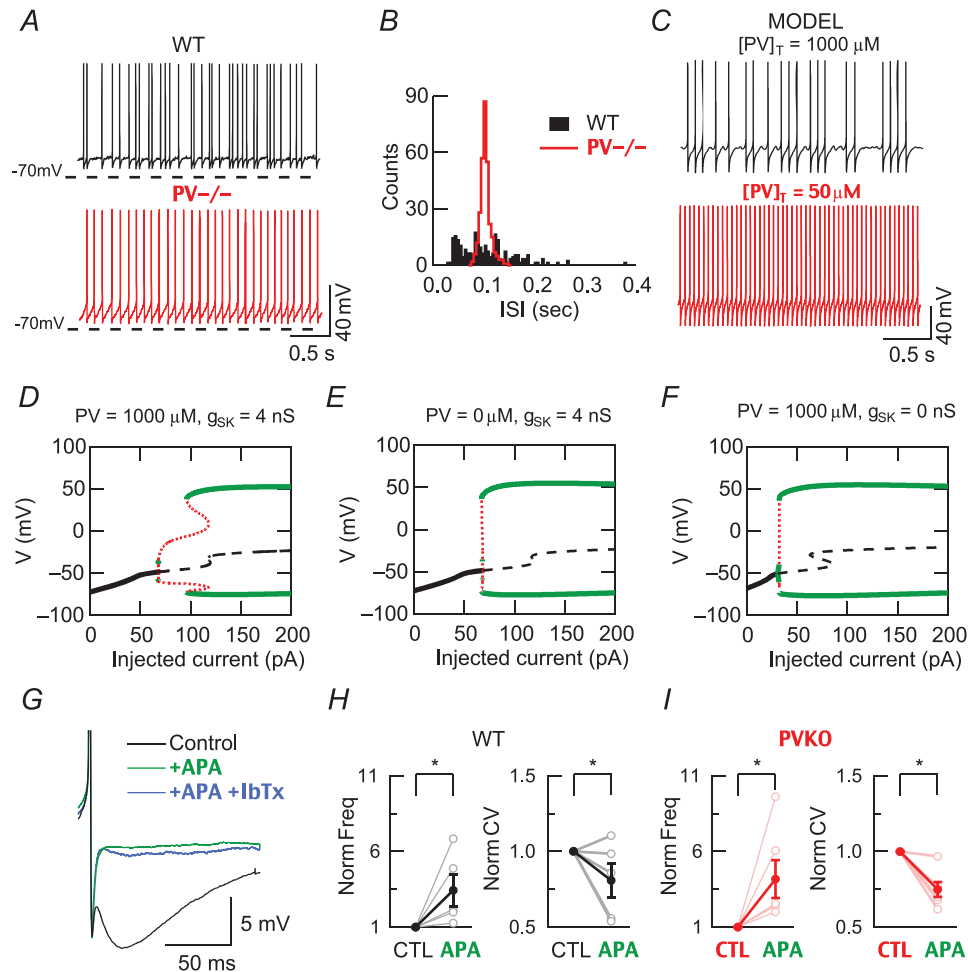 A
WT
-70mV
PV−/−
-70mV
40 mV
0.5 s
B
90
60
30
0
Counts
WT
PV−/−
0.0 0.1 0.2 0.3 0.4
ISI (sec)
C
MODEL
[PV]T = 1000 μM
[PV]T = 50 μM
40 mV
0.5 s
D
PV = 1000 μM, gSK = 4 nS
100
50
0
−50
−100
V (mV)
0 50 100 150 200
Injected current (pA)
E
PV = 0 μM, gSK = 4 nS
100
50
0
−50
−100
V (mV)
0 50 100 150 200
Injected current (pA)
F
PV = 1000 μM, gSK = 0 nS
100
50
0
−50
−100
V (mV)
0 50 100 150 200
Injected current (pA)
G
Control
+APA
+APA +IbTx
5 mV
50 ms
H
WT
11
6
1
Norm Freq
*
CTL APA
1.5
1.0
0.5
Norm CV
*
CTL APA
I
PVKO
11
6
1
Norm Freq
*
CTL APA
1.5
1.0
0.5
Norm CV
*
CTL APA